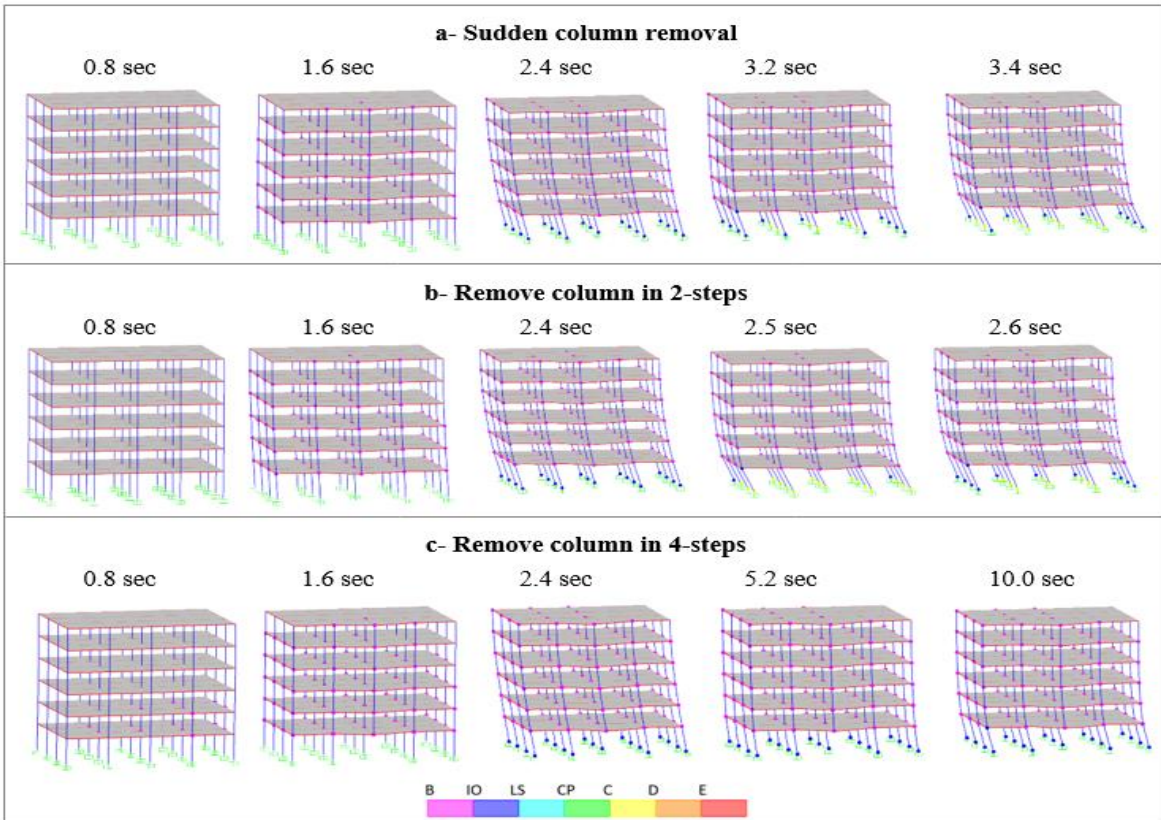 a- Sudden column removal
0.8 sec 1.6 sec 2.4 sec 3.2 sec 3.4 sec
b- Remove column in 2-steps
0.8 sec 1.6 sec 2.4 sec 2.5 sec 2.6 sec
c- Remove column in 4-steps
0.8 sec 1.6 sec 2.4 sec 5.2 sec 10.0 sec
B IO LS CP C D E